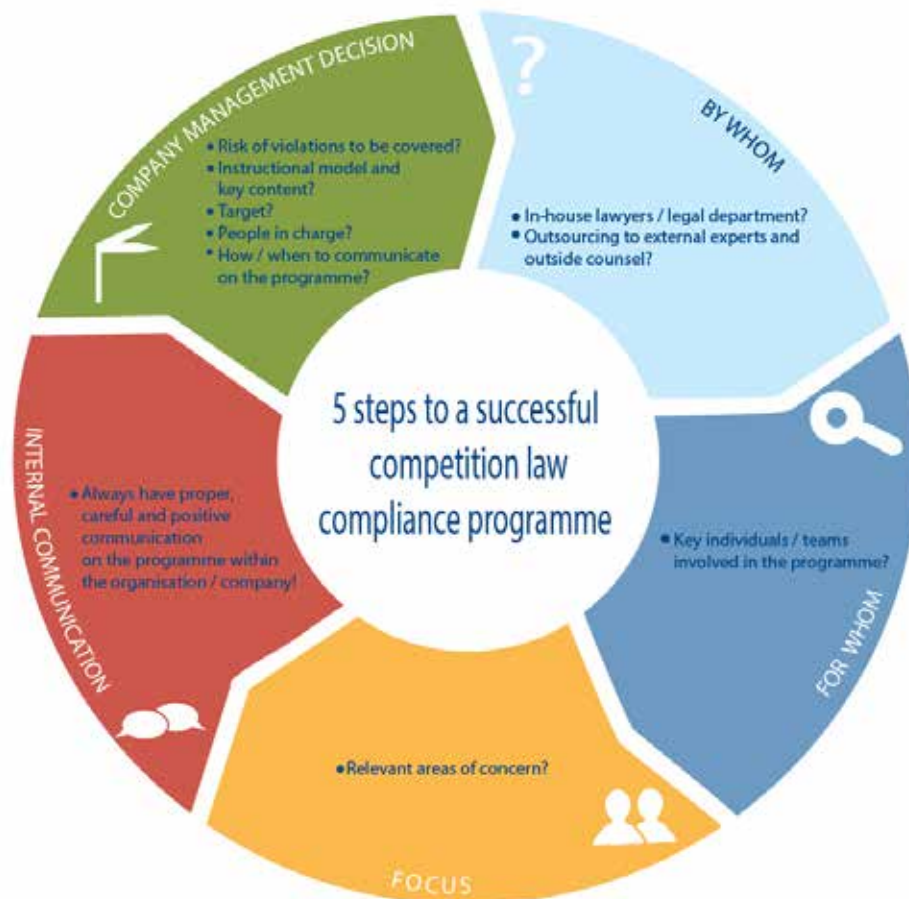 5 steps to a successful
competition law
compliance programme
COMPANY MANAGEMENT DECISION
• Risk of violations to be covered?
• Instructional model and
key content?
• Target?
• People in charge?
• How / when to communicate
on the programme?
?
BY WHOM
• In-house lawyers / legal department?
• Outsourcing to external experts and
outside counsel?
FOR WHOM
• Key individuals / teams
involved in the programme?
FOCUS
• Relevant areas of concern?
INTERNAL COMMUNICATION
• Always have proper,
careful and positive
communication
on the programme within
the organisation / company!